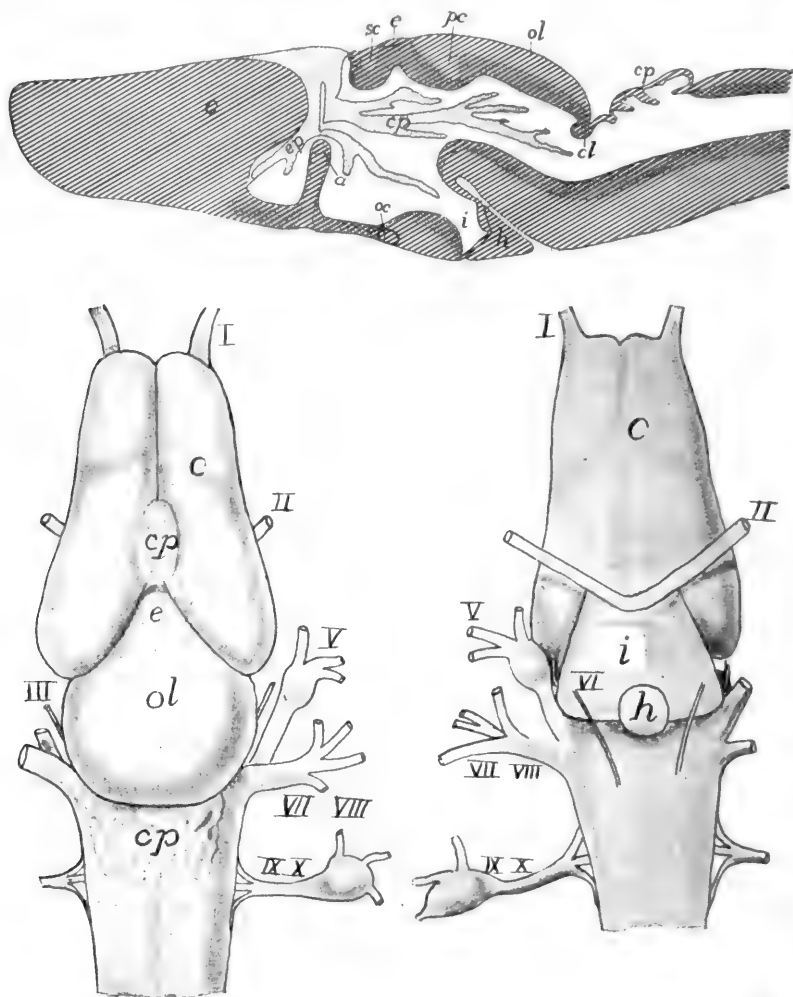 sc e pc ol
cp
c cp cl
ep a
oc i h
I I
c C
II II
cp
e
V V
i
III ol VI
h
VII VIII VII VIII
cp
IX X IX X